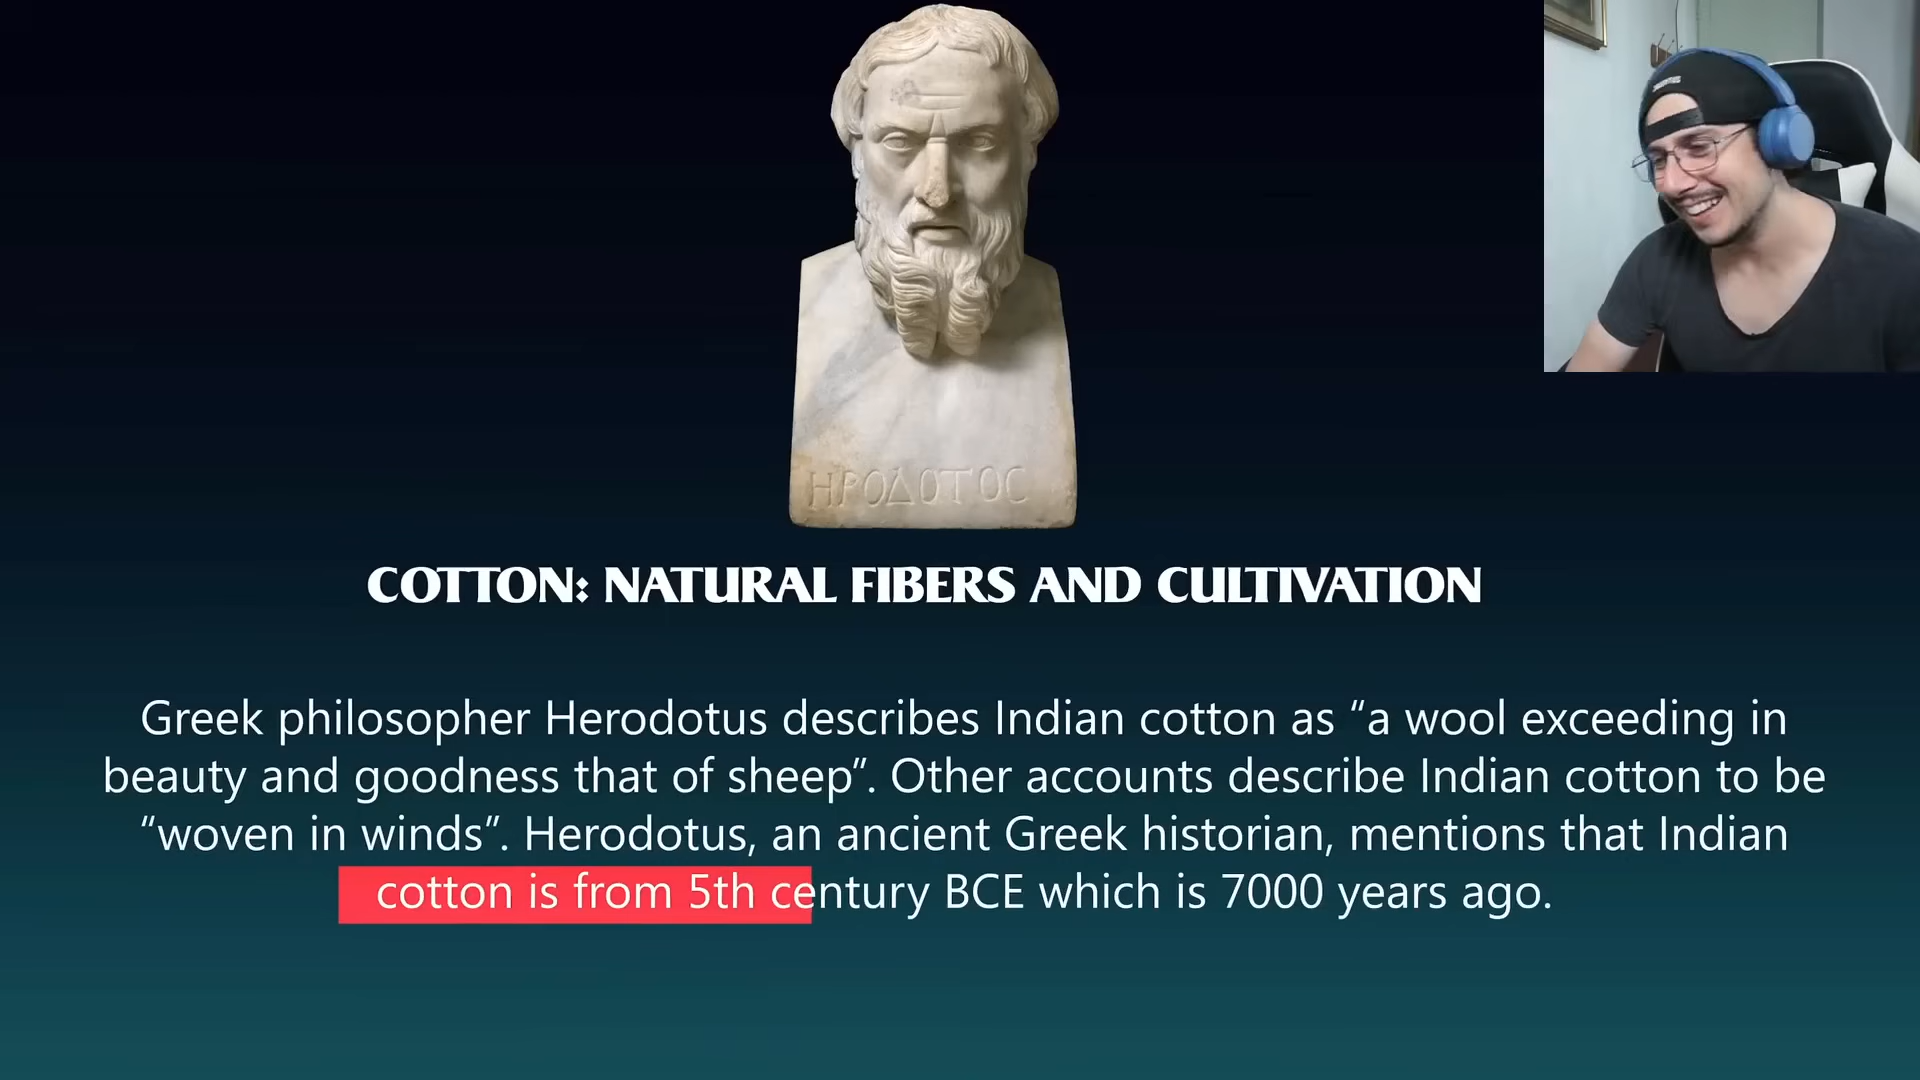 ΗΡΟΔΟΤΟC
COTTON: NATURAL FIBERS AND CULTIVATION
Greek philosopher Herodotus describes Indian cotton as “a wool exceeding in
beauty and goodness that of sheep”. Other accounts describe Indian cotton to be
“woven in winds”. Herodotus, an ancient Greek historian, mentions that Indian
cotton is from 5th century BCE which is 7000 years ago.